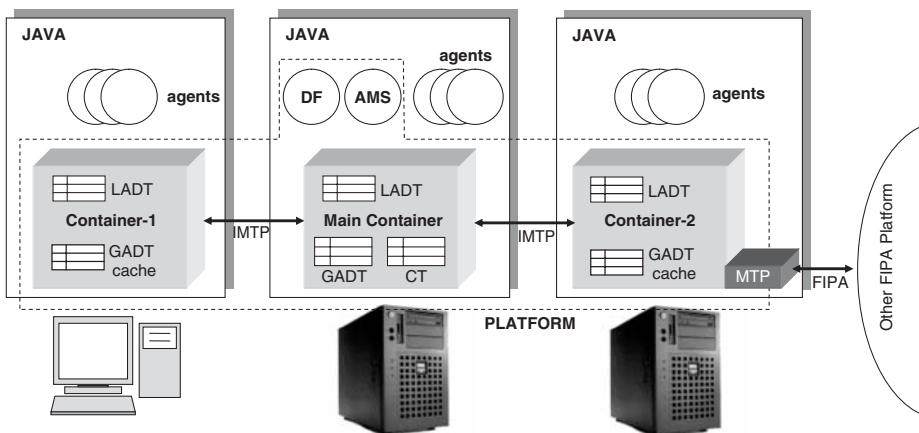 JAVA
agents
LADT
Container-1
GADT
cache
IMTP
JAVA
agents
DF
AMS
LADT
Main Container
GADT
CT
IMTP
JAVA
agents
LADT
Container-2
GADT
cache
MTP
FIPA
Other FIPA Platform
PLATFORM